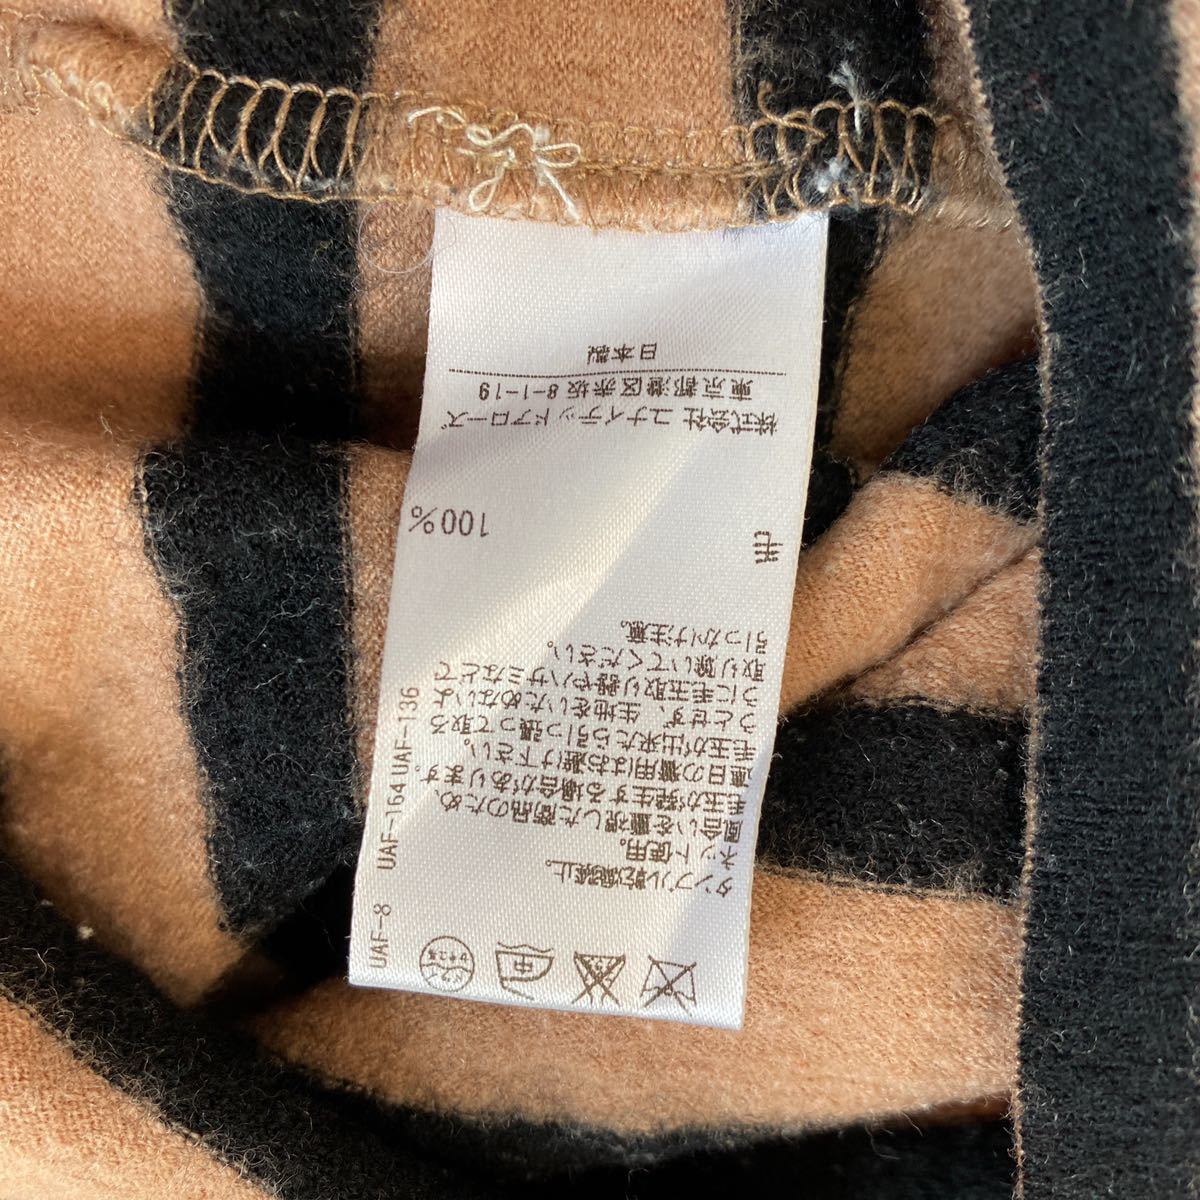 タンブル乾燥禁止。
ネット使用。
風合いを重視した商品のため、
毛玉が発生する場合があります。
連日の着用はお避け下さい。
毛玉が出来たら引っ張って取ろ
うとせず、生地をいためないよ
うに毛玉取り器やハサミなどで
取り除いてください。
引っかけ注意。
毛 100%
株式会社 ユナイテッドアローズ
東京都港区赤坂8-1-19
日本製
UAF-8 UAF-164 UAF-136